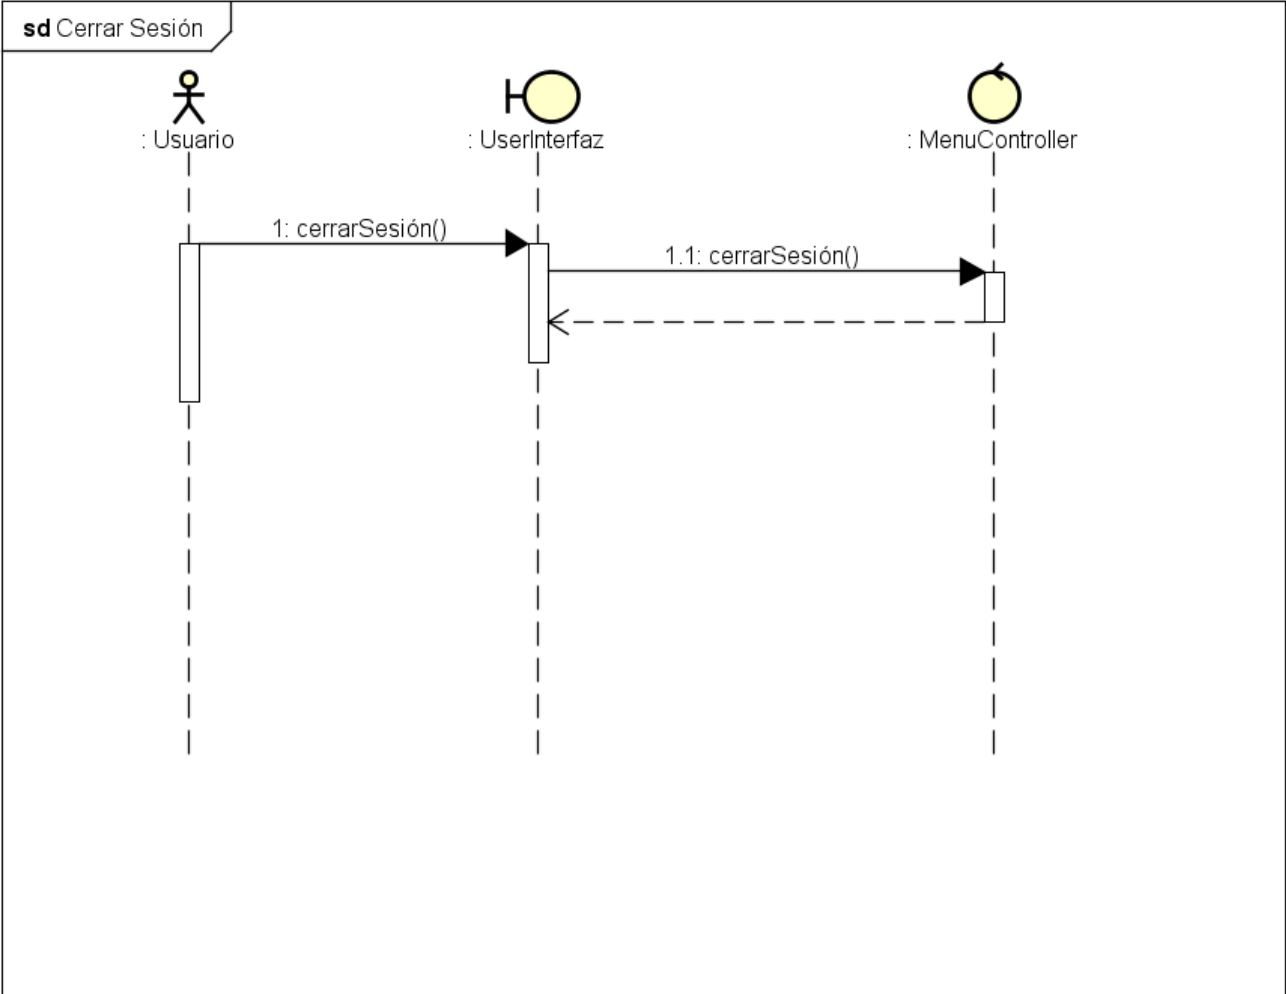 sd Cerrar Sesión
: Usuario
: UserInterfaz
: MenuController
1: cerrarSesión()
1.1: cerrarSesión()